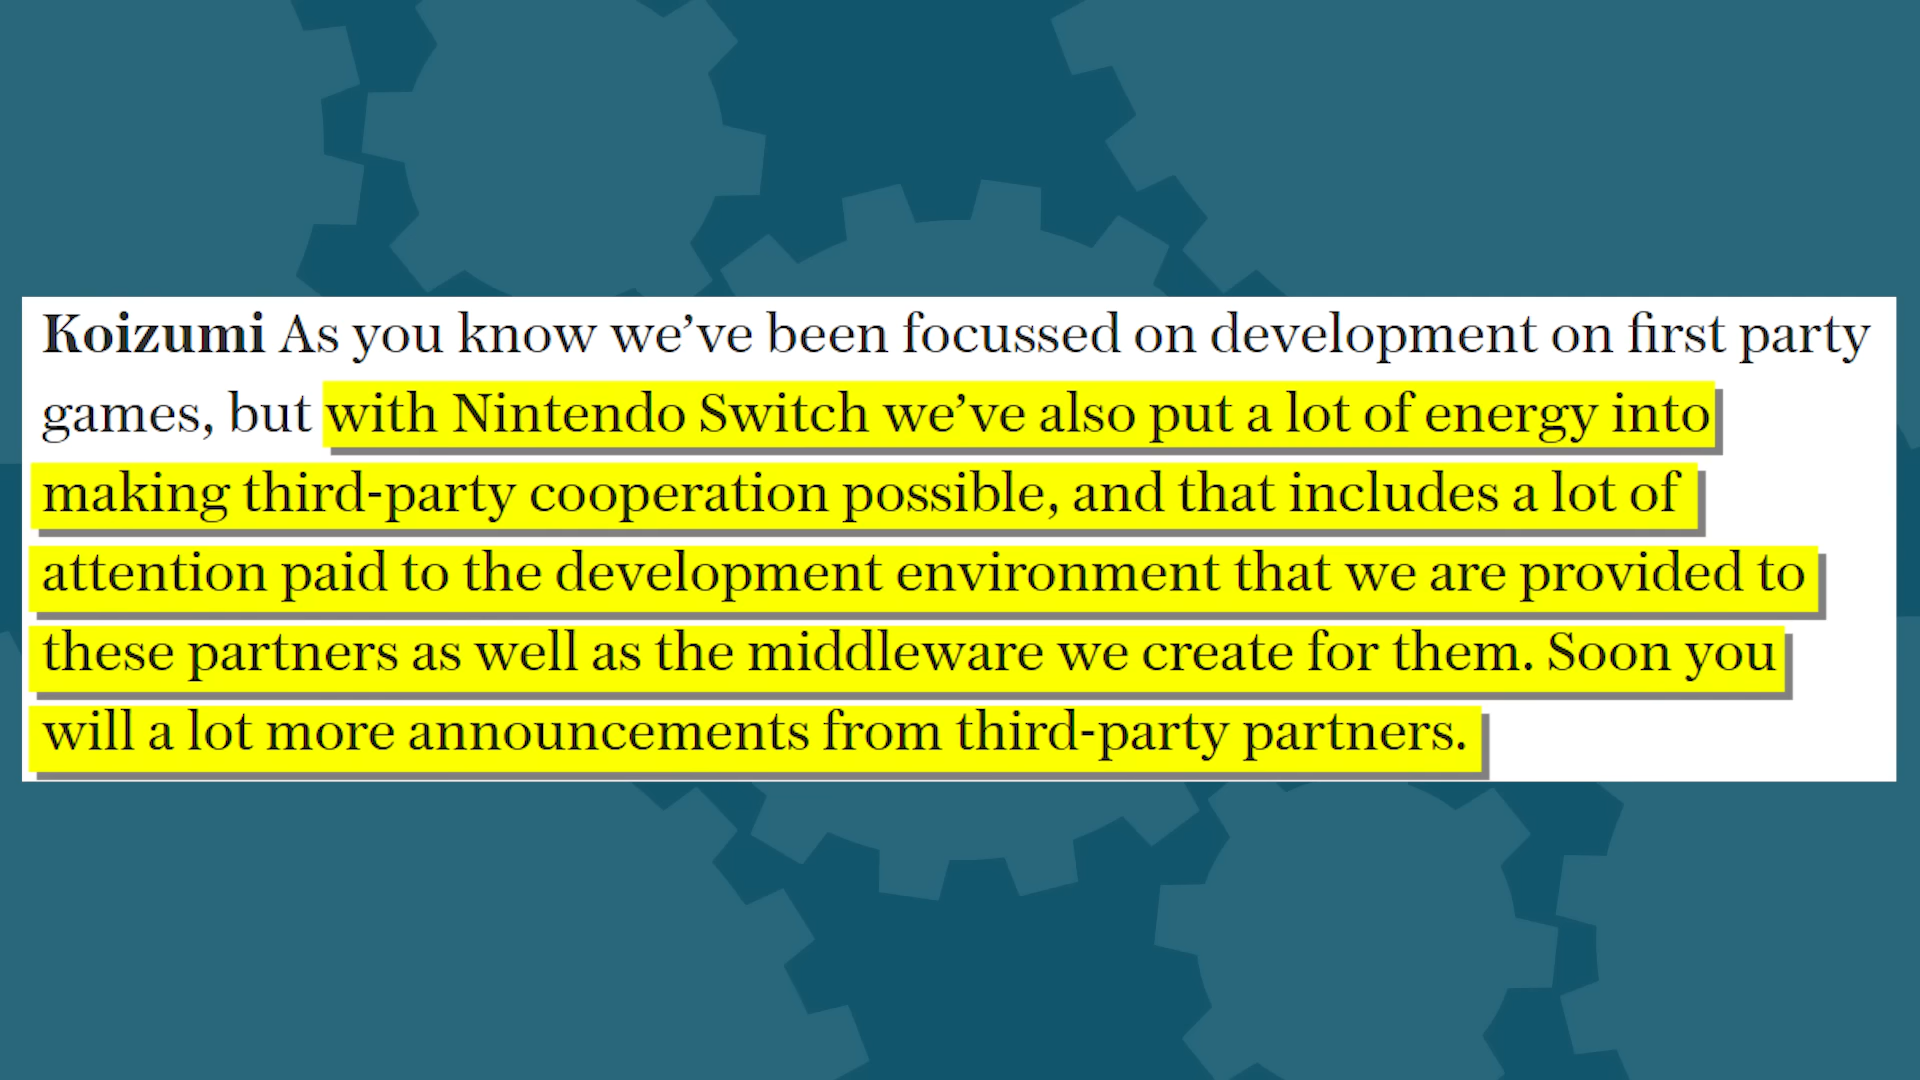 Koizumi As you know we’ve been focussed on development on first party
games, but with Nintendo Switch we’ve also put a lot of energy into
making third-party cooperation possible, and that includes a lot of
attention paid to the development environment that we are provided to
these partners as well as the middleware we create for them. Soon you
will a lot more announcements from third-party partners.